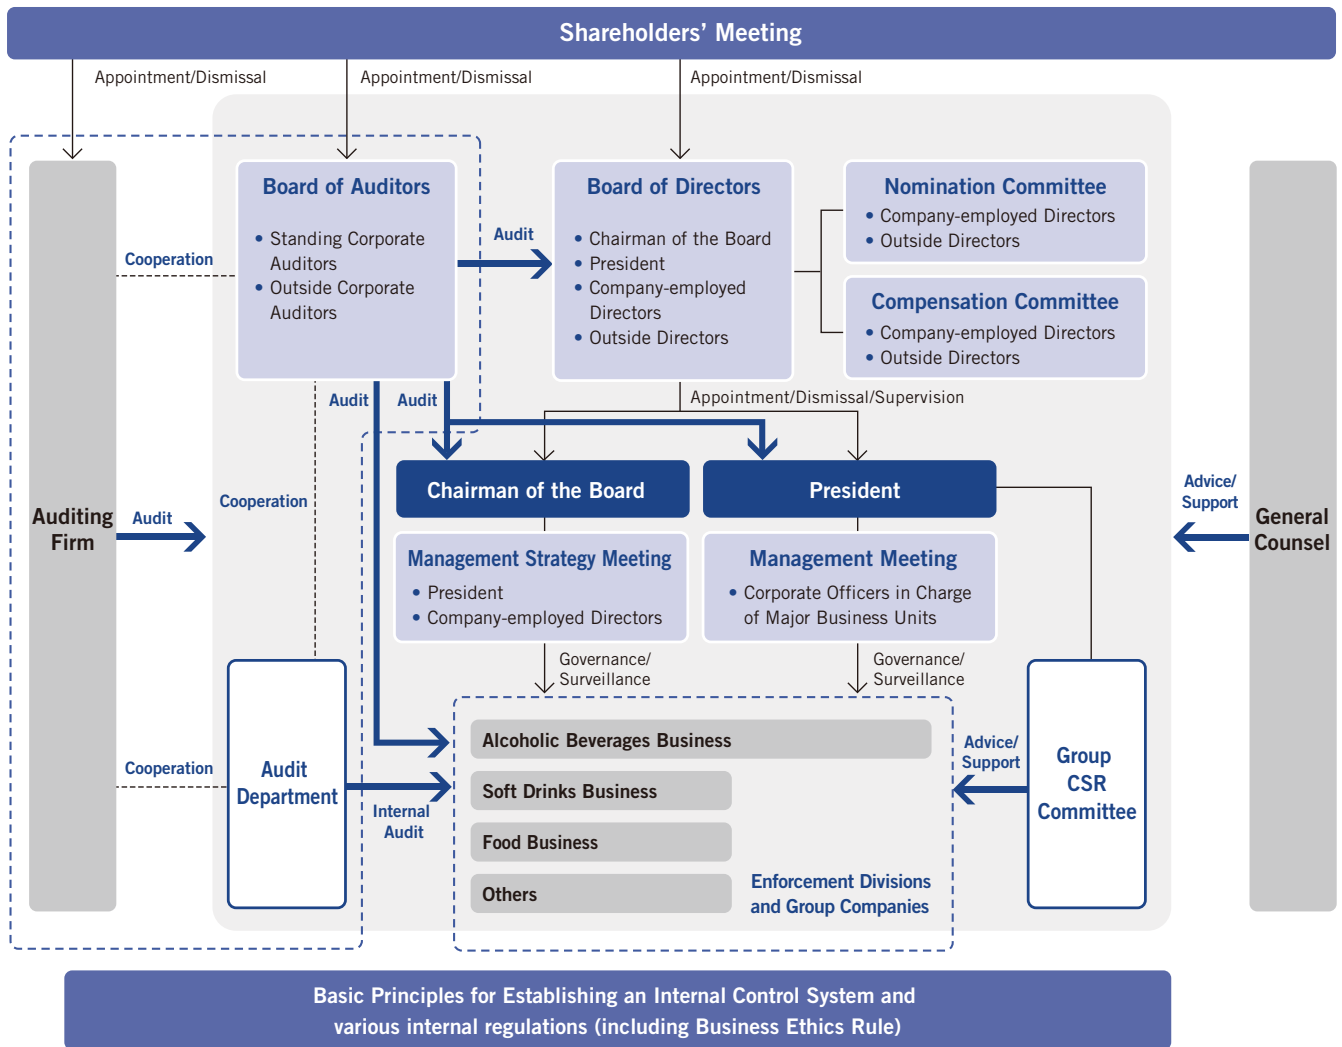 Shareholders’ Meeting
Appointment/Dismissal
Appointment/Dismissal
Appointment/Dismissal
Board of Auditors
• Standing Corporate
Auditors
• Outside Corporate
Auditors
Audit
Board of Directors
• Chairman of the Board
• President
• Company-employed
Directors
• Outside Directors
Nomination Committee
• Company-employed Directors
• Outside Directors
Compensation Committee
• Company-employed Directors
• Outside Directors
Cooperation
Audit
Audit
Appointment/Dismissal/Supervision
Chairman of the Board
President
Cooperation
Auditing
Firm
Audit
Advice/
Support
General
Counsel
Management Strategy Meeting
• President
• Company-employed Directors
Management Meeting
• Corporate Officers in Charge
of Major Business Units
Governance/
Surveillance
Governance/
Surveillance
Cooperation
Audit
Department
Internal
Audit
Alcoholic Beverages Business
Soft Drinks Business
Food Business
Others
Enforcement Divisions
and Group Companies
Advice/
Support
Group
CSR
Committee
Basic Principles for Establishing an Internal Control System and
various internal regulations (including Business Ethics Rule)